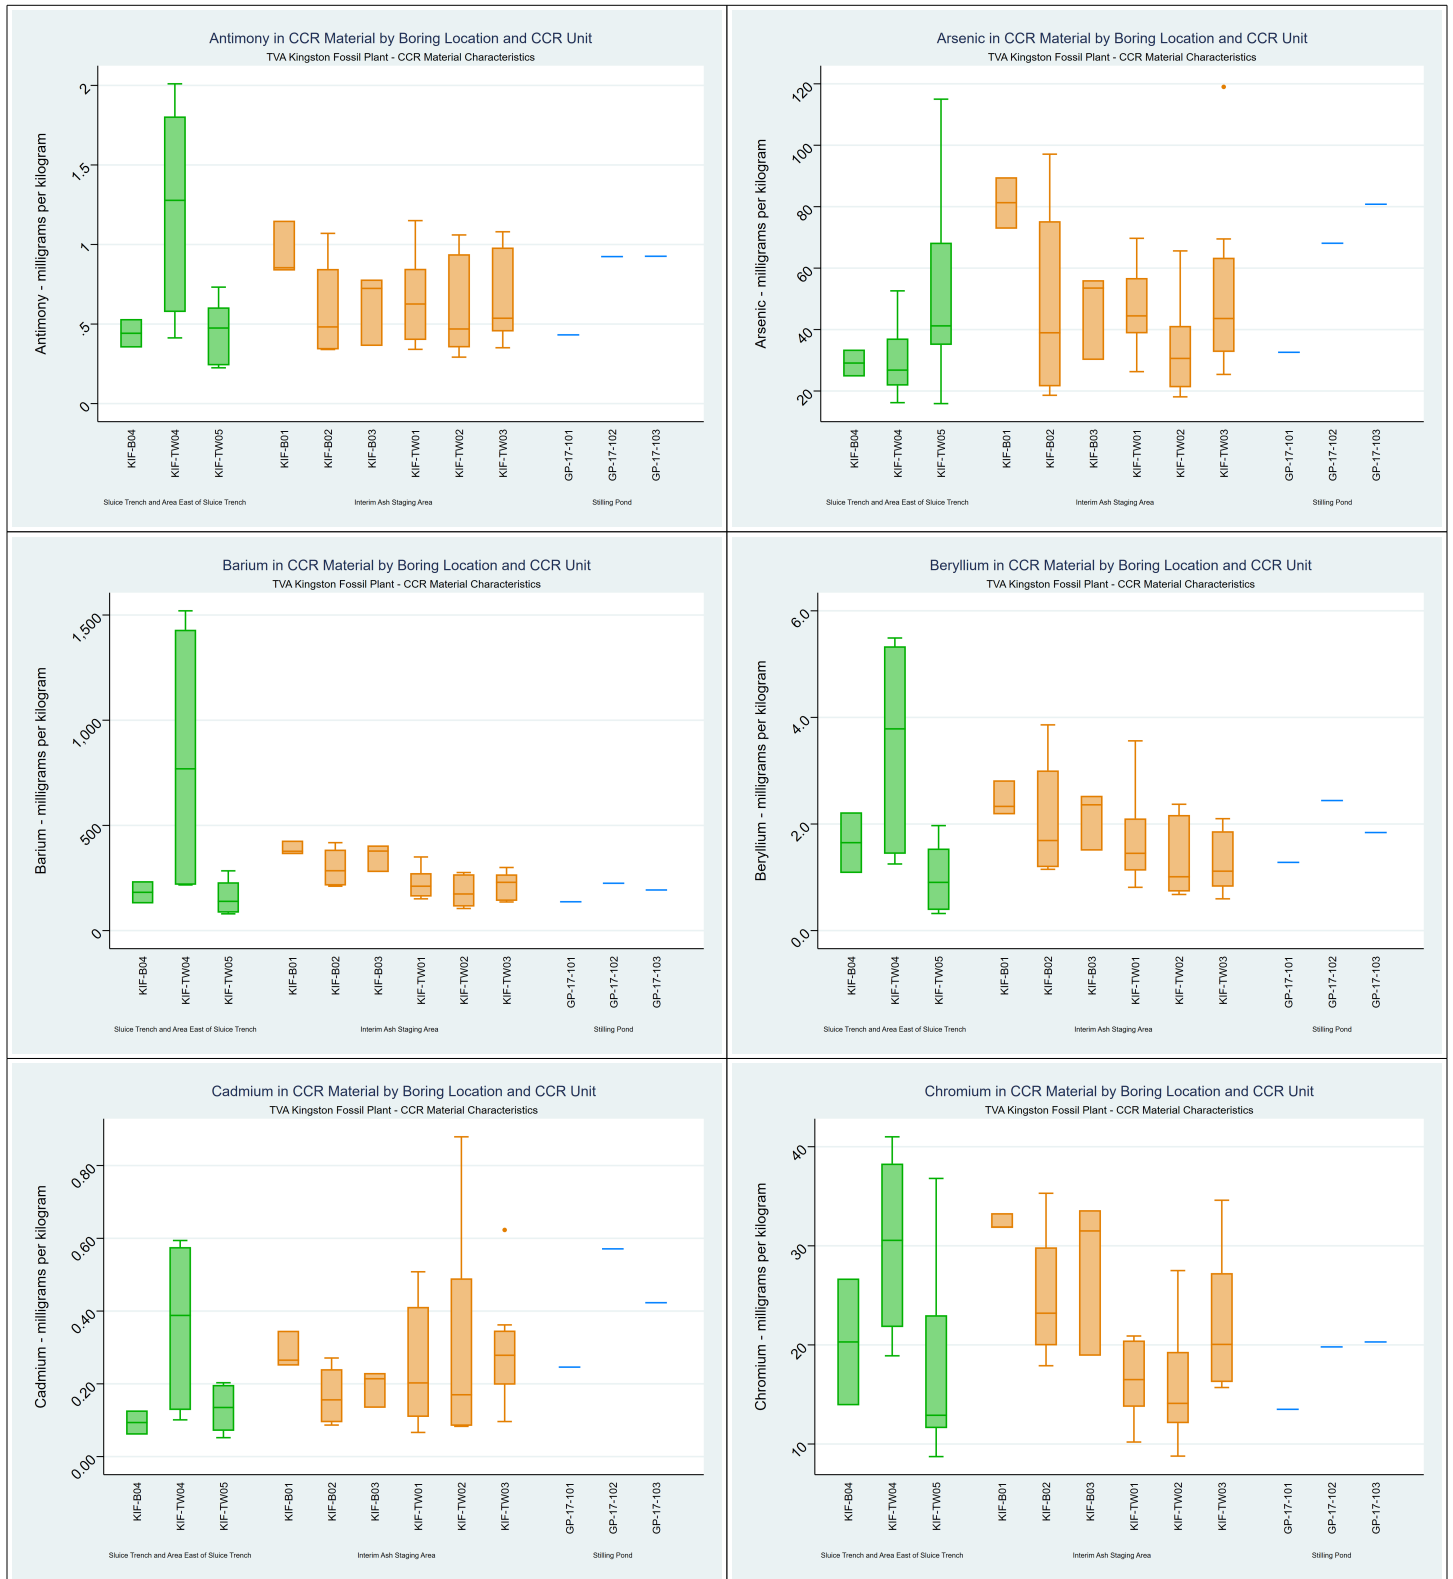 Antimony in CCR Material by Boring Location and CCR Unit
TVA Kingston Fossil Plant - CCR Material Characteristics
Antimony - milligrams per kilogram
2
1.5
1
.5
0
KIF-B04
KIF-TW04
KIF-TW05
KIF-B01
KIF-B02
KIF-B03
KIF-TW01
KIF-TW02
KIF-TW03
GP-17-101
GP-17-102
GP-17-103
Sluice Trench and Area East of Sluice Trench
Interim Ash Staging Area
Stilling Pond
Arsenic in CCR Material by Boring Location and CCR Unit
TVA Kingston Fossil Plant - CCR Material Characteristics
Arsenic - milligrams per kilogram
120
100
80
60
40
20
KIF-B04
KIF-TW04
KIF-TW05
KIF-B01
KIF-B02
KIF-B03
KIF-TW01
KIF-TW02
KIF-TW03
GP-17-101
GP-17-102
GP-17-103
Sluice Trench and Area East of Sluice Trench
Interim Ash Staging Area
Stilling Pond
Barium in CCR Material by Boring Location and CCR Unit
TVA Kingston Fossil Plant - CCR Material Characteristics
Barium - milligrams per kilogram
1,500
1,000
500
0
KIF-B04
KIF-TW04
KIF-TW05
KIF-B01
KIF-B02
KIF-B03
KIF-TW01
KIF-TW02
KIF-TW03
GP-17-101
GP-17-102
GP-17-103
Sluice Trench and Area East of Sluice Trench
Interim Ash Staging Area
Stilling Pond
Beryllium in CCR Material by Boring Location and CCR Unit
TVA Kingston Fossil Plant - CCR Material Characteristics
Beryllium - milligrams per kilogram
6.0
4.0
2.0
0.0
KIF-B04
KIF-TW04
KIF-TW05
KIF-B01
KIF-B02
KIF-B03
KIF-TW01
KIF-TW02
KIF-TW03
GP-17-101
GP-17-102
GP-17-103
Sluice Trench and Area East of Sluice Trench
Interim Ash Staging Area
Stilling Pond
Cadmium in CCR Material by Boring Location and CCR Unit
TVA Kingston Fossil Plant - CCR Material Characteristics
Cadmium - milligrams per kilogram
0.80
0.60
0.40
0.20
0.00
KIF-B04
KIF-TW04
KIF-TW05
KIF-B01
KIF-B02
KIF-B03
KIF-TW01
KIF-TW02
KIF-TW03
GP-17-101
GP-17-102
GP-17-103
Sluice Trench and Area East of Sluice Trench
Interim Ash Staging Area
Stilling Pond
Chromium in CCR Material by Boring Location and CCR Unit
TVA Kingston Fossil Plant - CCR Material Characteristics
Chromium - milligrams per kilogram
40
30
20
10
KIF-B04
KIF-TW04
KIF-TW05
KIF-B01
KIF-B02
KIF-B03
KIF-TW01
KIF-TW02
KIF-TW03
GP-17-101
GP-17-102
GP-17-103
Sluice Trench and Area East of Sluice Trench
Interim Ash Staging Area
Stilling Pond